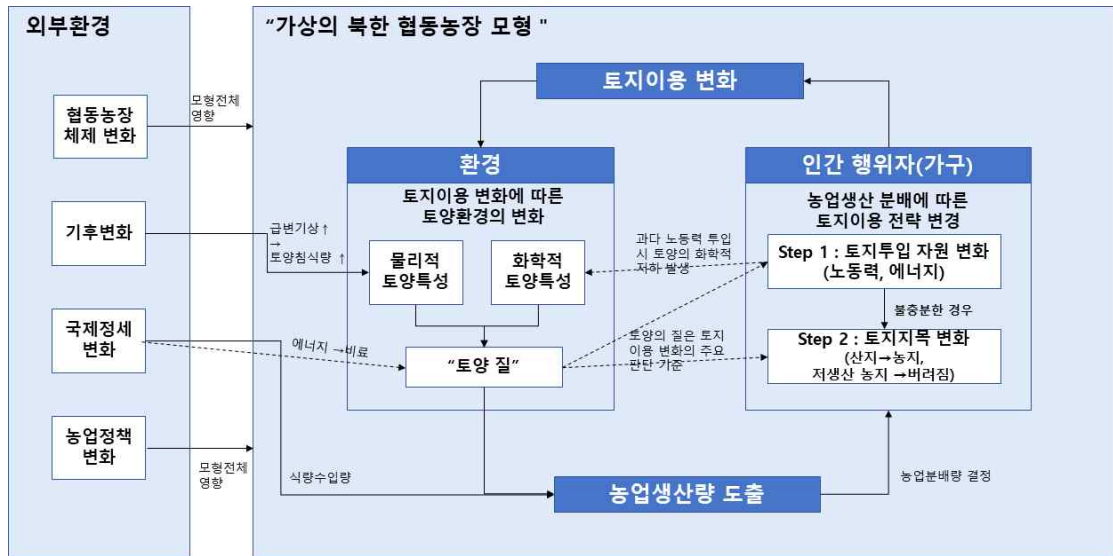 외부환경
협동농장
체제 변화
기후변화
국제정세
변화
농업정책
변화
모형전체
영향
급변기상↑
→
토양침식량 ↑
에너지 →비료
모형전체
영향
식량수입량
“가상의 북한 협동농장 모형 "
토지이용 변화
환경
토지이용 변화에 따른
토양환경의 변화
물리적
토양특성
화학적
토양특성
“토양 질”
과다 노동력 투입
시 토양의 화학적
저하 발생
토양의 질은 토지
이용 변화의 주요
판단 기준
인간 행위자(가구)
농업생산 분배에 따른
토지이용 전략 변경
Step 1 : 토지투입 자원 변화
(노동력, 에너지)
불충분한 경우
Step 2 : 토지지목 변화
(산지→농지,
저생산 농지 →버려짐)
농업생산량 도출
농업분배량 결정